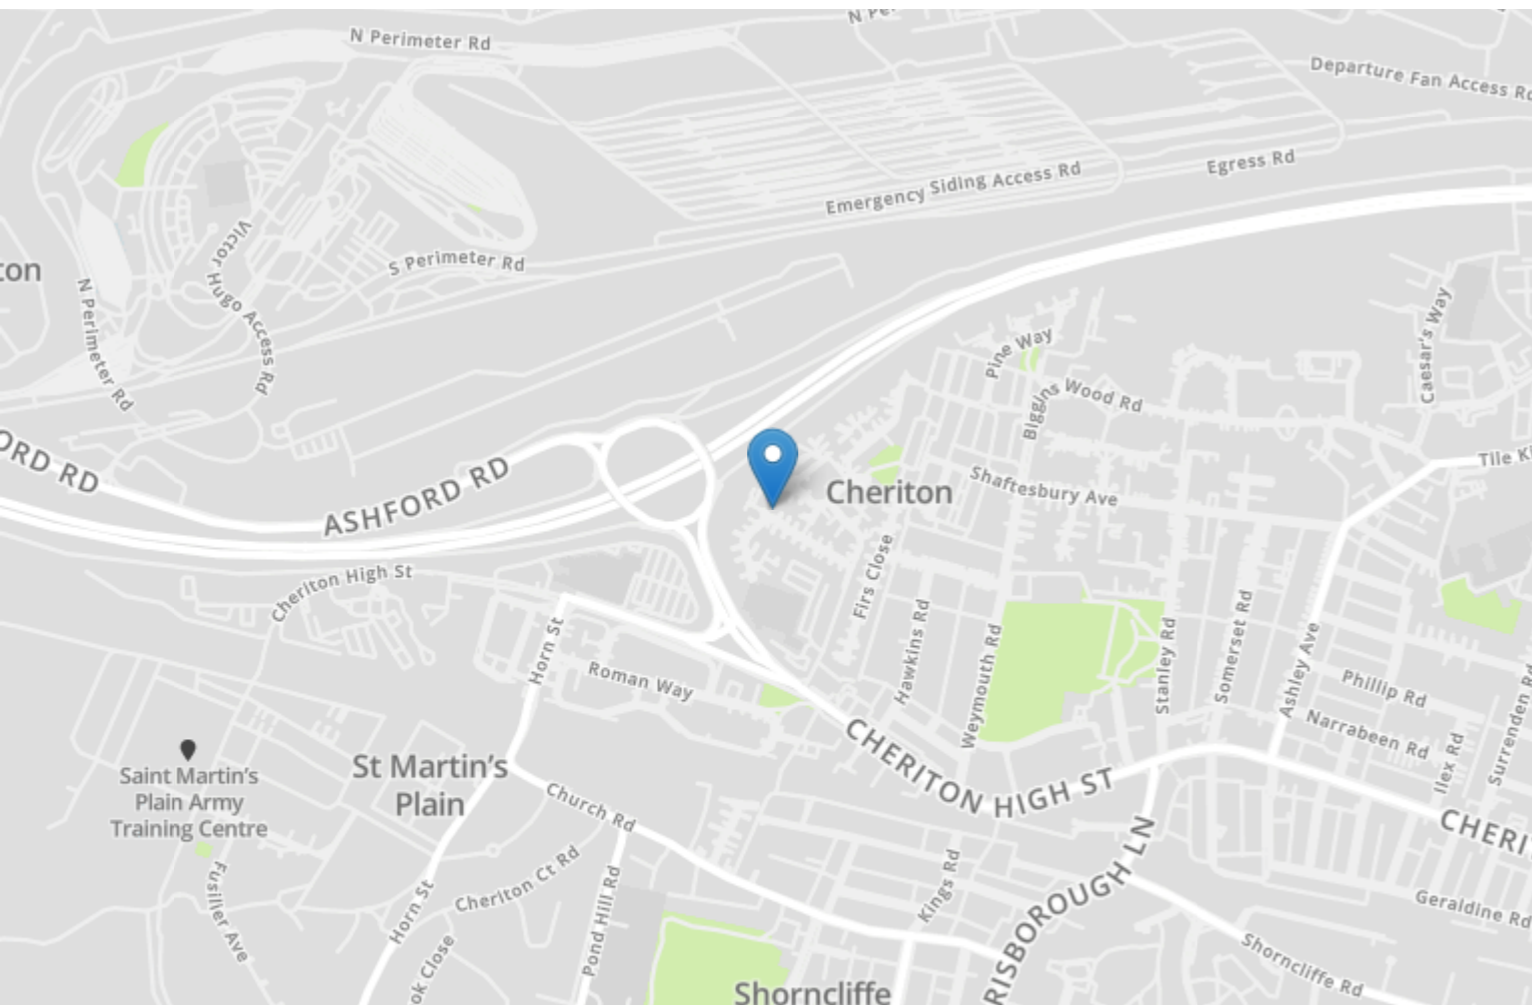 N Perimeter Rd
Departure Fan Access Rd
Egress Rd
Emergency Siding Access Rd
Victor Hugo Access Rd
S Perimeter Rd
N Perimeter Rd
Pine Way
Caesar's Way
Biggins Wood Rd
ASHFORD RD
Cheriton
Shaftesbury Ave
Cheriton High St
Firs Close
Hawkins Rd
Weymouth Rd
Stanley Rd
Somerset Rd
Ashley Ave
Horn St
Roman Way
Phillip Rd
Narrabeen Rd
Ilex Rd
Surrenden Rd
Saint Martin's
Plain Army
Training Centre
St Martin's
Plain
CHERITON HIGH ST
Church Rd
CHERI
RISBOROUGH LN
Kings Rd
Cheriton Ct Rd
Pond Hill Rd
Fusilier Ave
Horn St
ok Close
Geraldine Rd
Shorncliffe Rd
Shorncliffe